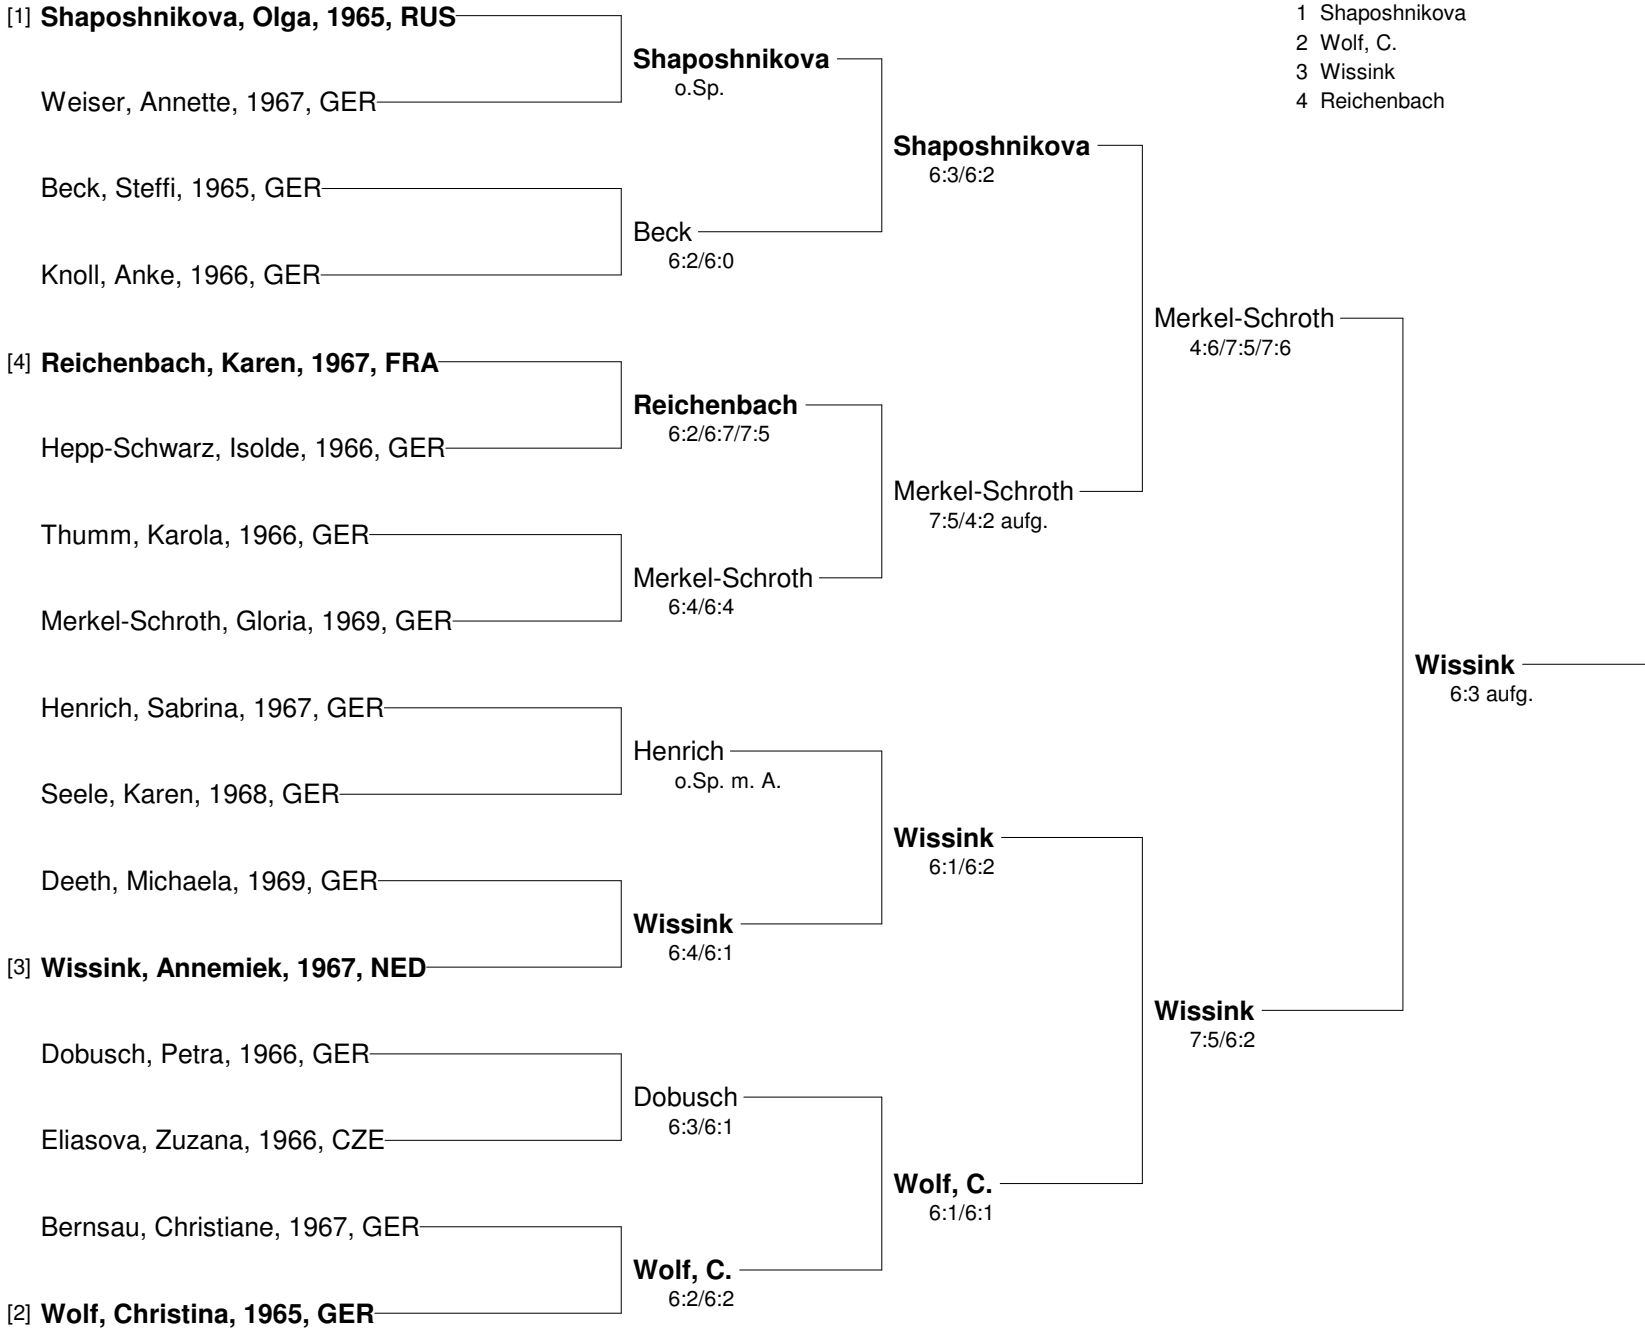 [1] Shaposhnikova, Olga, 1965, RUS
Weiser, Annette, 1967, GER
Beck, Steffi, 1965, GER
Knoll, Anke, 1966, GER
[4] Reichenbach, Karen, 1967, FRA
Hepp-Schwarz, Isolde, 1966, GER
Thumm, Karola, 1966, GER
Merkel-Schroth, Gloria, 1969, GER
Henrich, Sabrina, 1967, GER
Seele, Karen, 1968, GER
Deeth, Michaela, 1969, GER
[3] Wissink, Annemiek, 1967, NED
Dobusch, Petra, 1966, GER
Eliasova, Zuzana, 1966, CZE
Bernsau, Christiane, 1967, GER
[2] Wolf, Christina, 1965, GER
Shaposhnikova
o.Sp.
Beck
6:2/6:0
Reichenbach
6:2/6:7/7:5
Merkel-Schroth
6:4/6:4
Henrich
o.Sp. m. A.
Wissink
6:4/6:1
Dobusch
6:3/6:1
Wolf, C.
6:2/6:2
Shaposhnikova
6:3/6:2
Merkel-Schroth
7:5/4:2 aufg.
Wissink
6:1/6:2
Wolf, C.
6:1/6:1
Merkel-Schroth
4:6/7:5/7:6
Wissink
7:5/6:2
Wissink
6:3 aufg.
1 Shaposhnikova
2 Wolf, C.
3 Wissink
4 Reichenbach